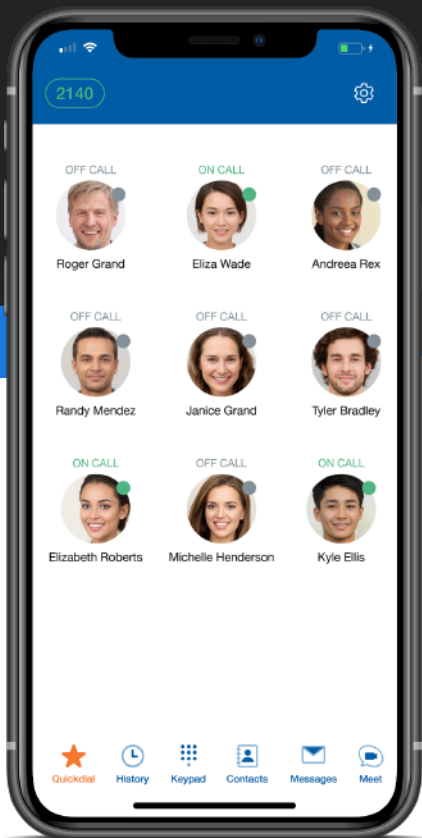 2140
OFF CALL ON CALL OFF CALL
Roger Grand Eliza Wade Andreea Rex
OFF CALL OFF CALL OFF CALL
Randy Mendez Janice Grand Tyler Bradley
ON CALL OFF CALL ON CALL
Elizabeth Roberts Michelle Henderson Kyle Ellis
Quickdial History Keypad Contacts Messages Meet